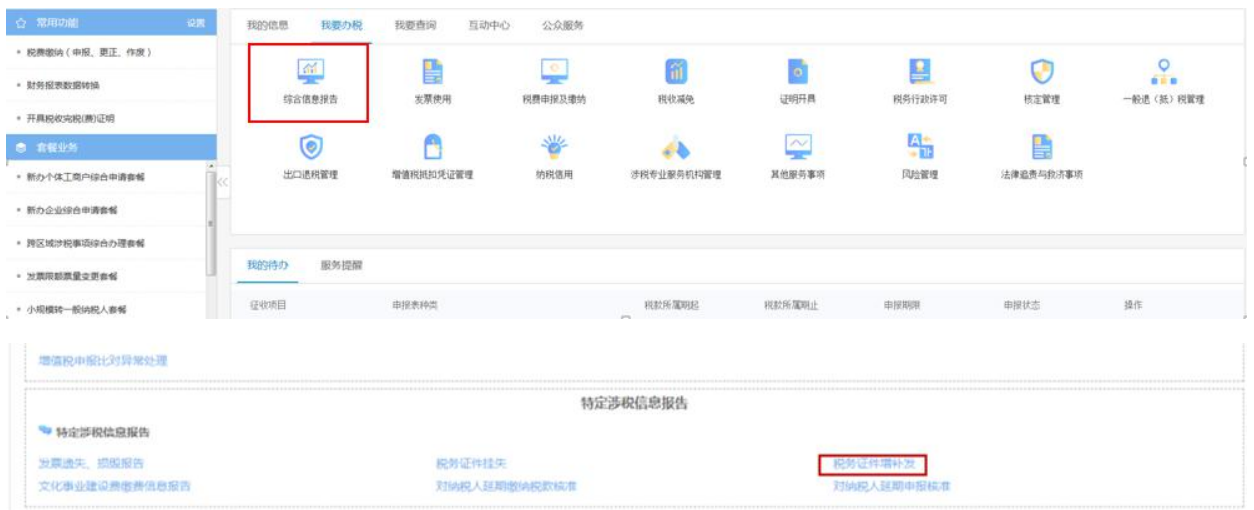 常用功能 设置
税费缴纳（申报、更正、作废）
财务报表数据转换
开具税收完税(费)证明
套餐业务
新办个体工商户综合申请套餐
新办企业综合申请套餐
跨区域涉税事项综合办理套餐
发票限额票量变更套餐
小规模转一般纳税人套餐
我的信息 我要办税 我要查询 互动中心 公众服务
综合信息报告 发票使用 税费申报及缴纳 税收减免 证明开具 税务行政许可 核定管理 一般退（抵）税管理
出口退税管理 增值税抵扣凭证管理 纳税信用 涉税专业服务机构管理 其他服务事项 风险管理 法律追责与救济事项
我的待办 服务提醒
征收项目 申报表种类 税款所属期起 税款所属期止 申报期限 申报状态 操作
增值税申报比对异常处理
特定涉税信息报告
特定涉税信息报告
发票遗失、损毁报告 税务证件挂失 税务证件增补发
文化事业建设费缴费信息报告 对纳税人延期缴纳税款核准 对纳税人延期申报核准